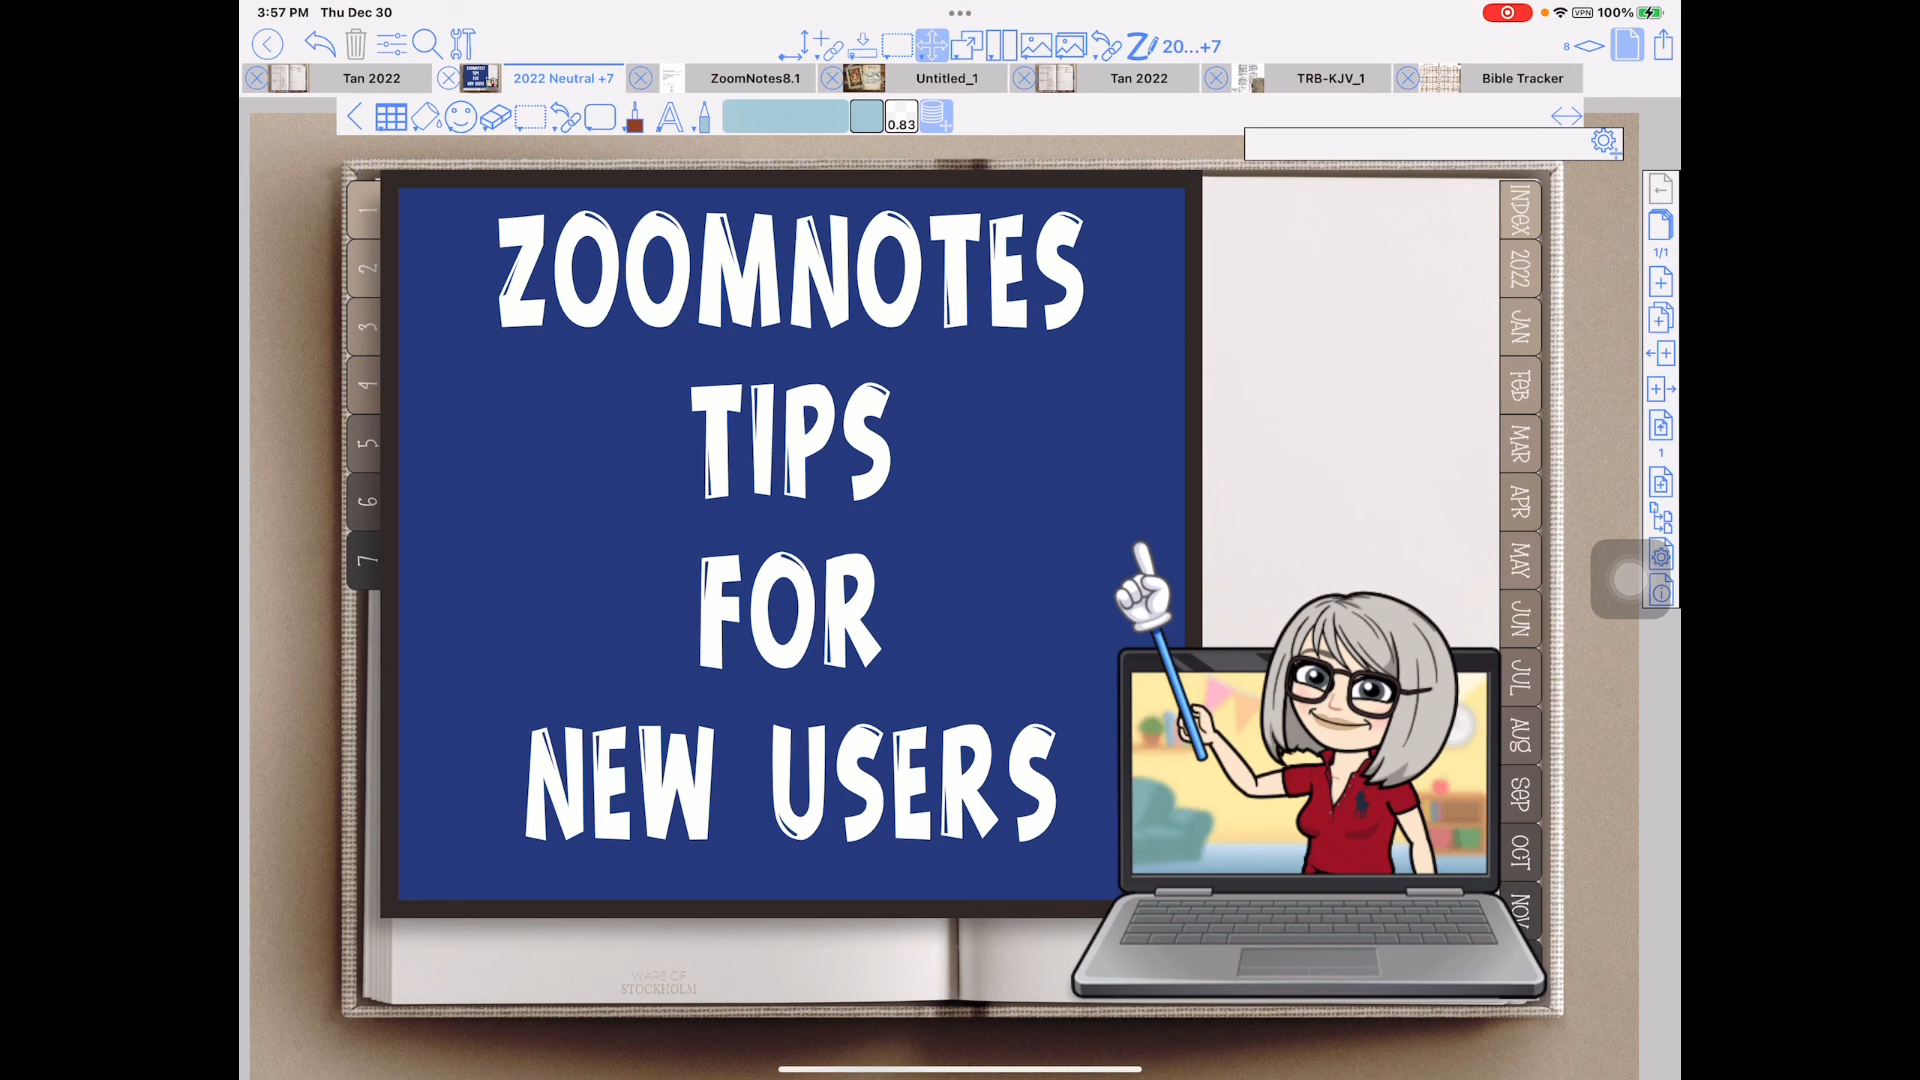 3:57 PM Thu Dec 30
VPN 100%
20...+7
8
Tan 2022
2022 Neutral +7
ZoomNotes8.1
Untitled_1
Tan 2022
TRB-KJV_1
Bible Tracker
0.83
ZOOMNOTES
TIPS
FOR
NEW USERS
1
2
3
4
5
6
7
INDEX
2022
JAN
FEB
MAR
APR
MAY
JUN
JUL
AUG
SEP
OCT
NOV
1/1
1
WARE OF
STOCKHOLM